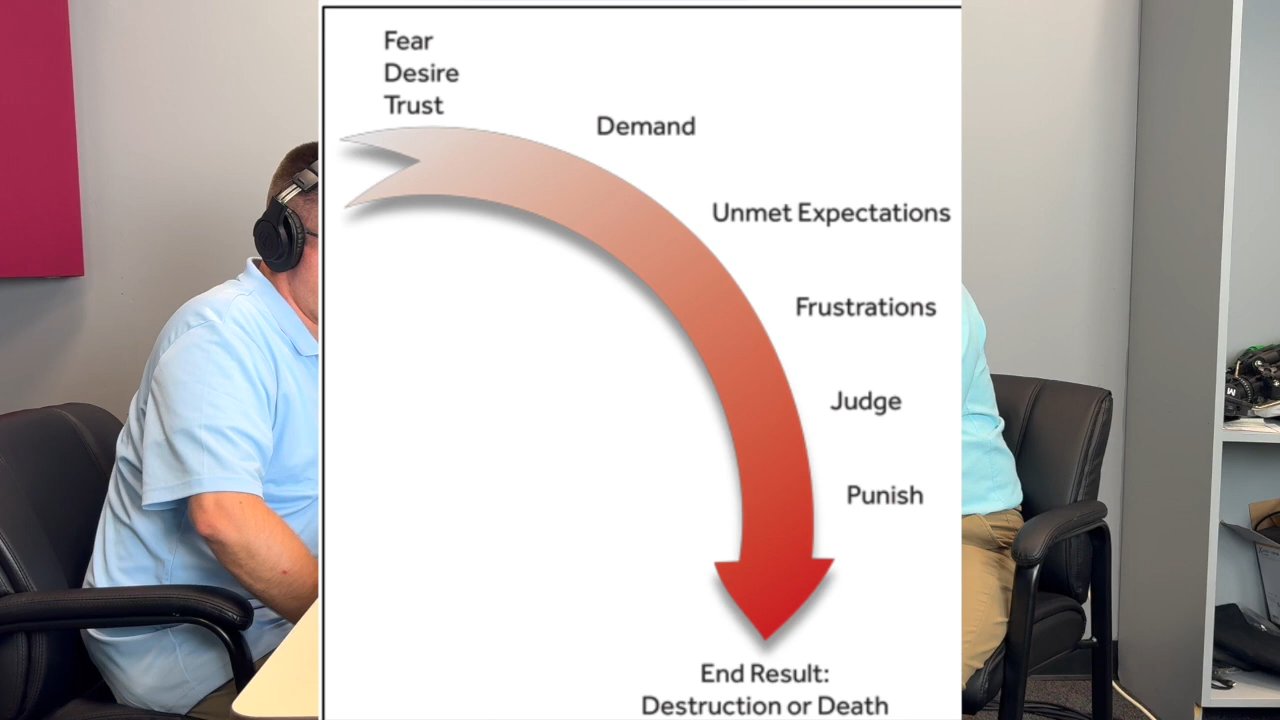 Fear
Desire
Trust
Demand
Unmet Expectations
Frustrations
Judge
Punish
End Result:
Destruction or Death